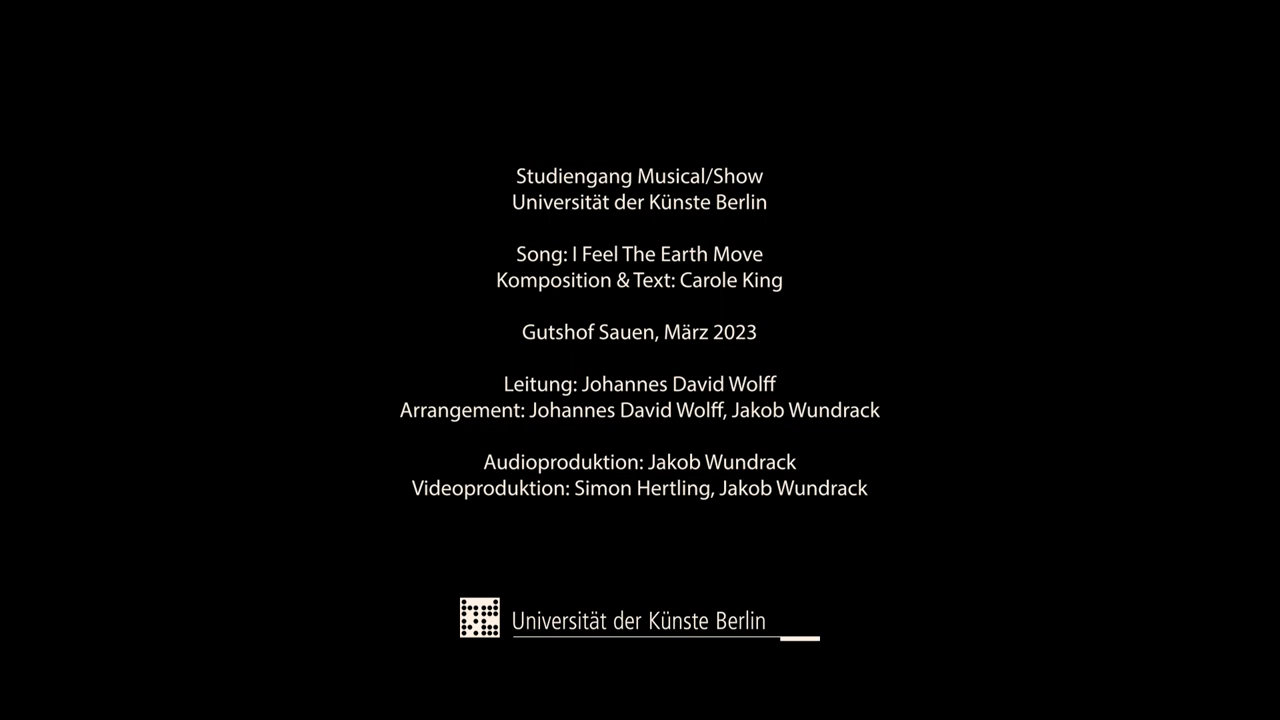 Studiengang Musical/Show
Universität der Künste Berlin
Song: I Feel The Earth Move
Komposition & Text: Carole King
Gutshof Sauen, März 2023
Leitung: Johannes David Wolff
Arrangement: Johannes David Wolff, Jakob Wundrack
Audioproduktion: Jakob Wundrack
Videoproduktion: Simon Hertling, Jakob Wundrack
Universität der Künste Berlin